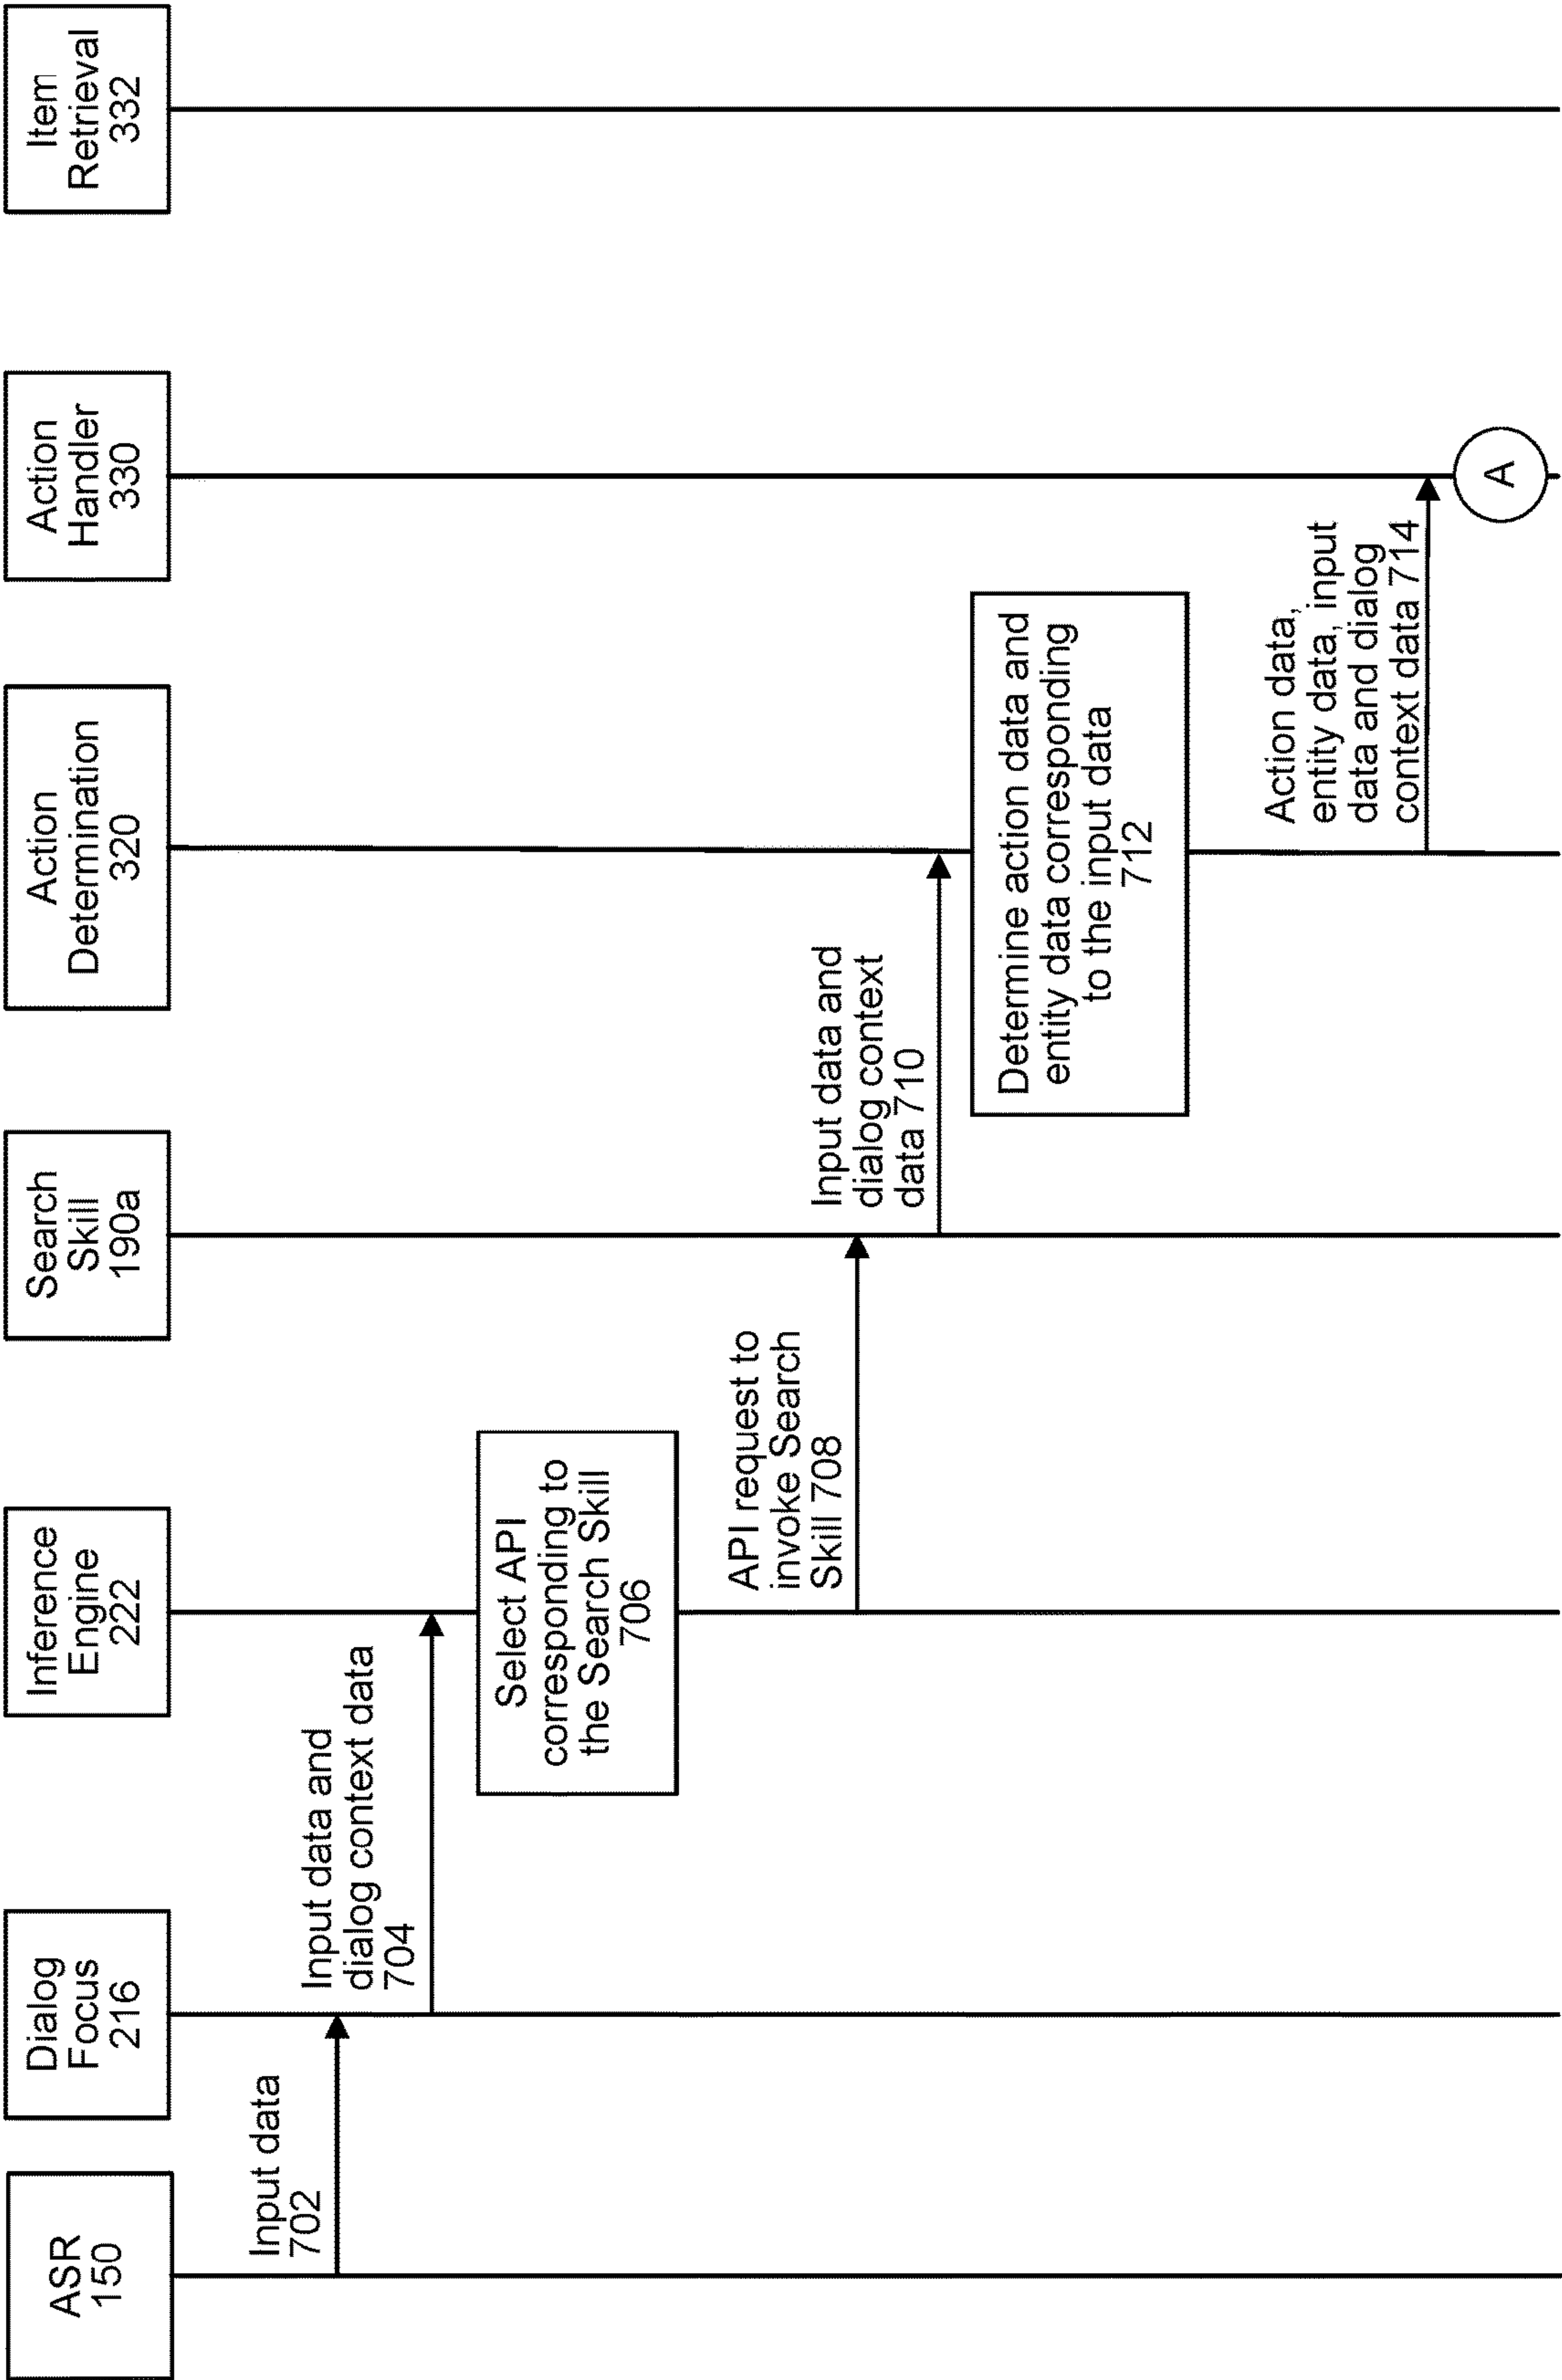 ASR
150
Dialog
Focus
216
Inference
Engine
222
Search
Skill
190a
Action
Determination
320
Action
Handler
330
Item
Retrieval
332
Input data
702
Input data and
dialog context data
704
Select API
corresponding to
the Search Skill
706
API request to
invoke Search
Skill 708
Input data and
dialog context
data 710
Determine action data and
entity data corresponding
to the input data
712
Action data,
entity data, input
data and dialog
context data 714
A